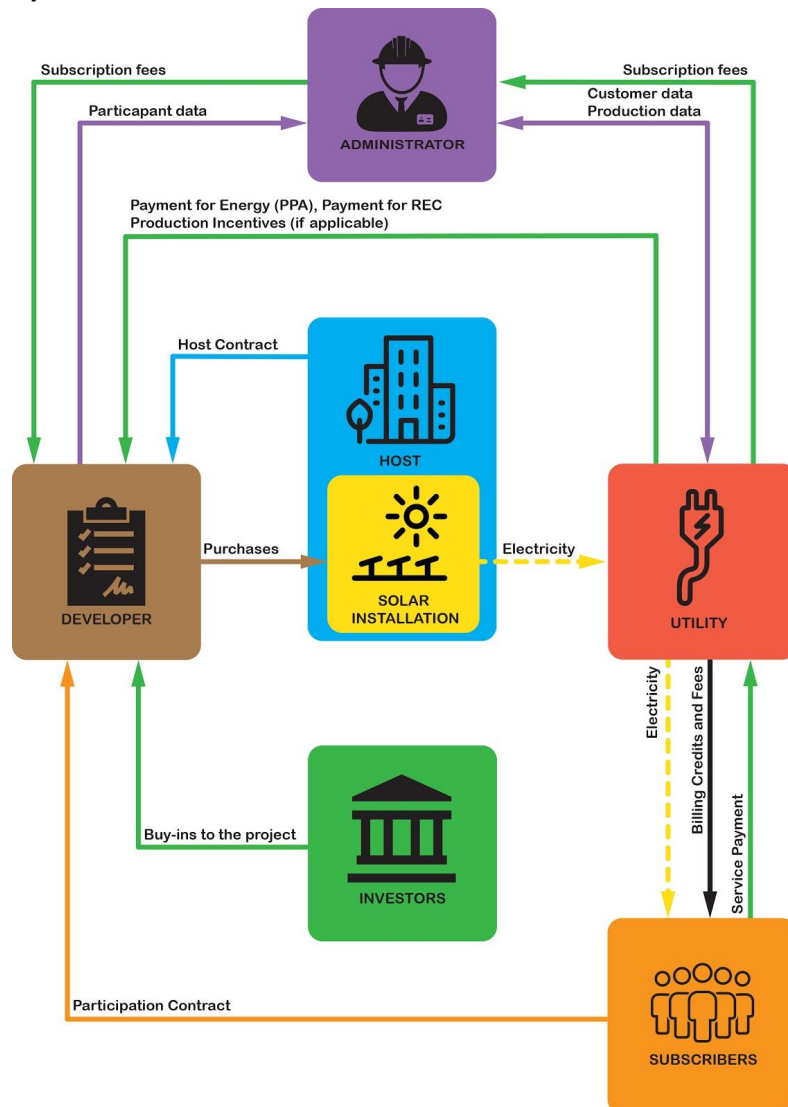 Subscription fees
Subscription fees
Particapant data
Customer data
Production data
ADMINISTRATOR
Payment for Energy (PPA), Payment for REC
Production Incentives (if applicable)
Host Contract
HOST
Purchases
Electricity
SOLAR
INSTALLATION
DEVELOPER
UTILITY
Electricity
Billing Credits and Fees
Service Payment
Buy-ins to the project
INVESTORS
Participation Contract
SUBSCRIBERS